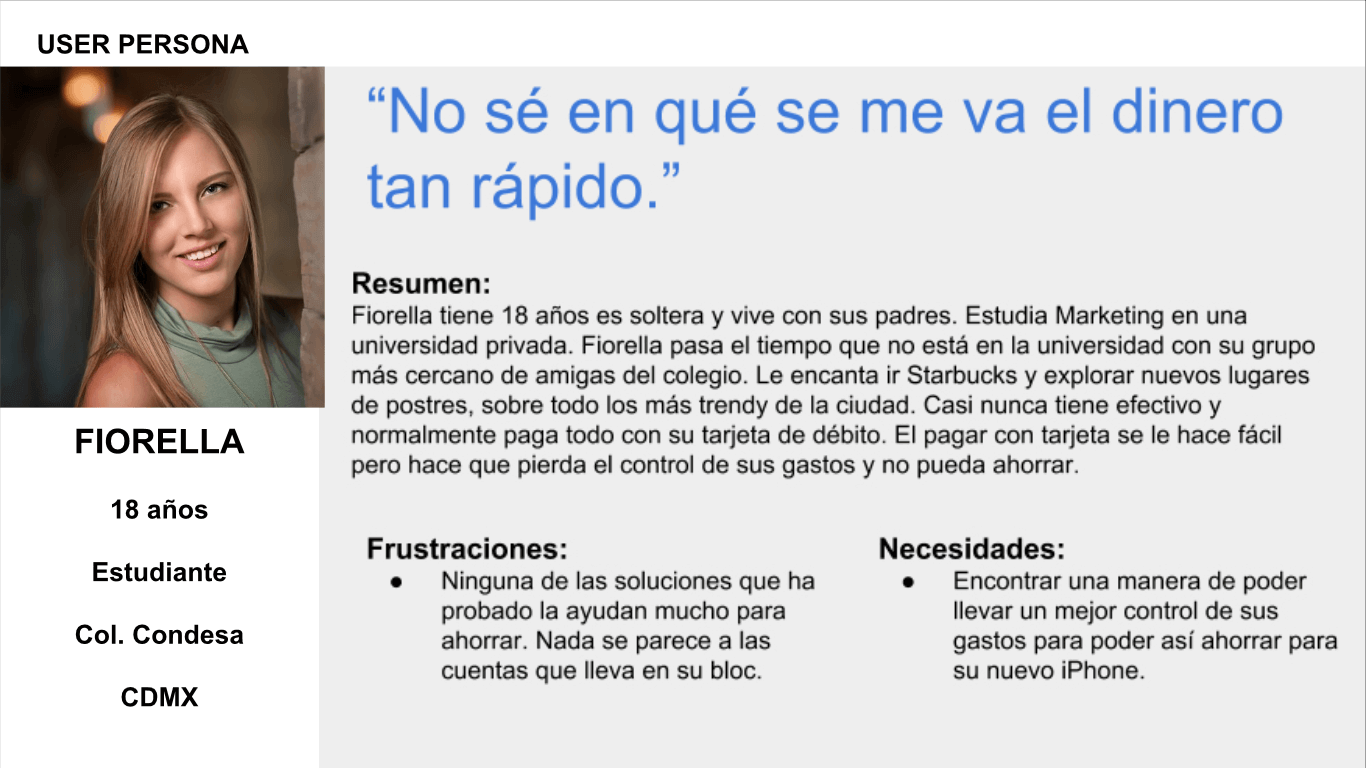 USER PERSONA
“No sé en qué se me va el dinero
tan rápido.”
Resumen:
Fiorella tiene 18 años es soltera y vive con sus padres. Estudia Marketing en una
universidad privada. Fiorella pasa el tiempo que no está en la universidad con su grupo
más cercano de amigas del colegio. Le encanta ir Starbucks y explorar nuevos lugares
de postres, sobre todo los más trendy de la ciudad. Casi nunca tiene efectivo y
normalmente paga todo con su tarjeta de débito. El pagar con tarjeta se le hace fácil
pero hace que pierda el control de sus gastos y no pueda ahorrar.
FIORELLA
18 años
Estudiante
Col. Condesa
CDMX
Frustraciones:
● Ninguna de las soluciones que ha
probado la ayudan mucho para
ahorrar. Nada se parece a las
cuentas que lleva en su bloc.
Necesidades:
● Encontrar una manera de poder
llevar un mejor control de sus
gastos para poder así ahorrar para
su nuevo iPhone.